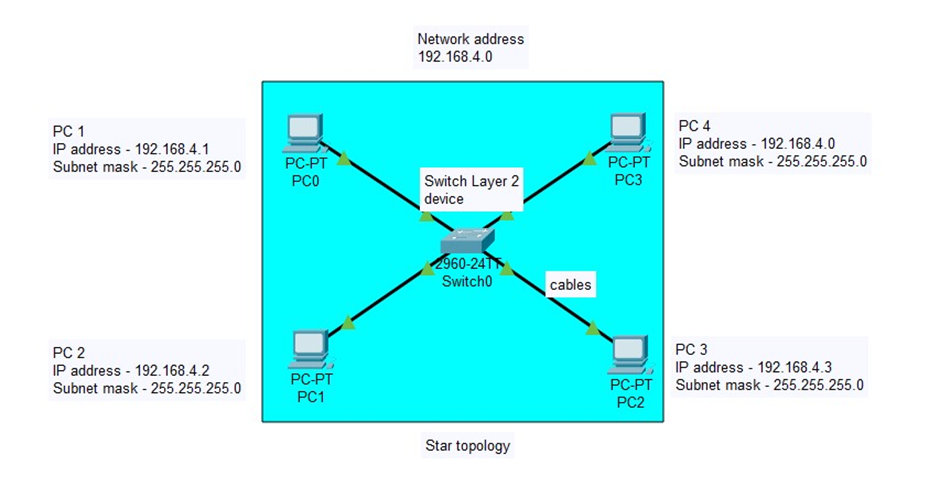 Network address
192.168.4.0
PC 1
IP address - 192.168.4.1
Subnet mask - 255.255.255.0
PC 4
IP address - 192.168.4.0
Subnet mask - 255.255.255.0
PC-PT
PC0
PC-PT
PC3
Switch Layer 2
device
2960-24TT
Switch0
cables
PC 2
IP address - 192.168.4.2
Subnet mask - 255.255.255.0
PC 3
IP address - 192.168.4.3
Subnet mask - 255.255.255.0
PC-PT
PC1
PC-PT
PC2
Star topology